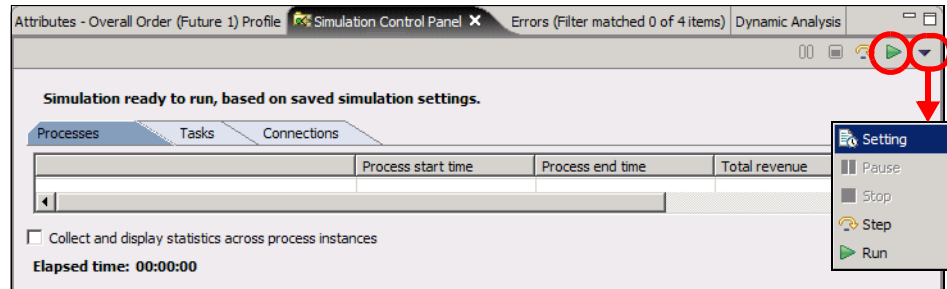 Attributes - Overall Order (Future 1) Profile Simulation Control Panel Errors (Filter matched 0 of 4 items) Dynamic Analysis
Simulation ready to run, based on saved simulation settings.
Processes Tasks Connections
Process start time Process end time Total revenue
Collect and display statistics across process instances
Elapsed time: 00:00:00
Setting
Pause
Stop
Step
Run